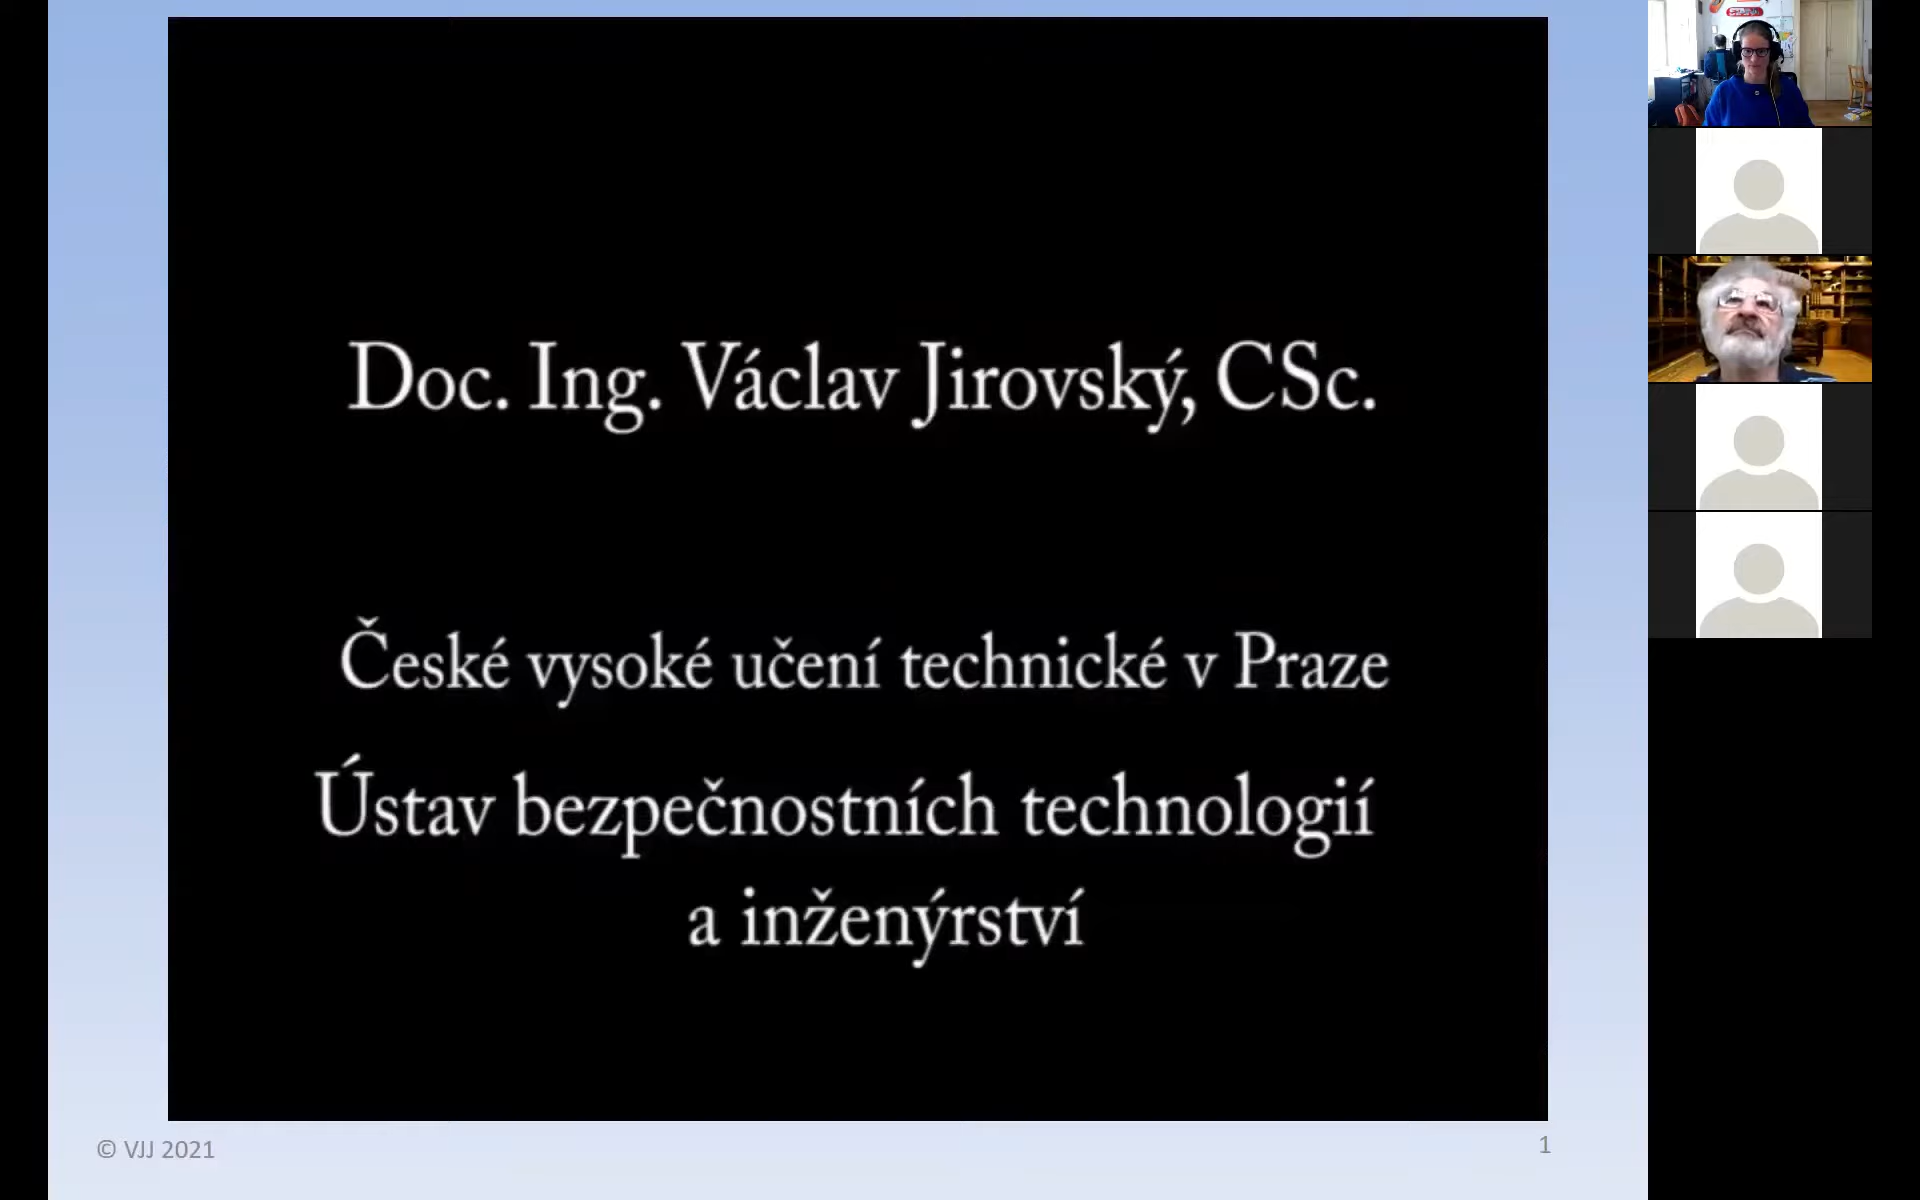 Doc. Ing. Václav Jirovský, CSc.
České vysoké učení technické v Praze
Ústav bezpečnostních technologií
a inženýrství
© VJJ 2021
1